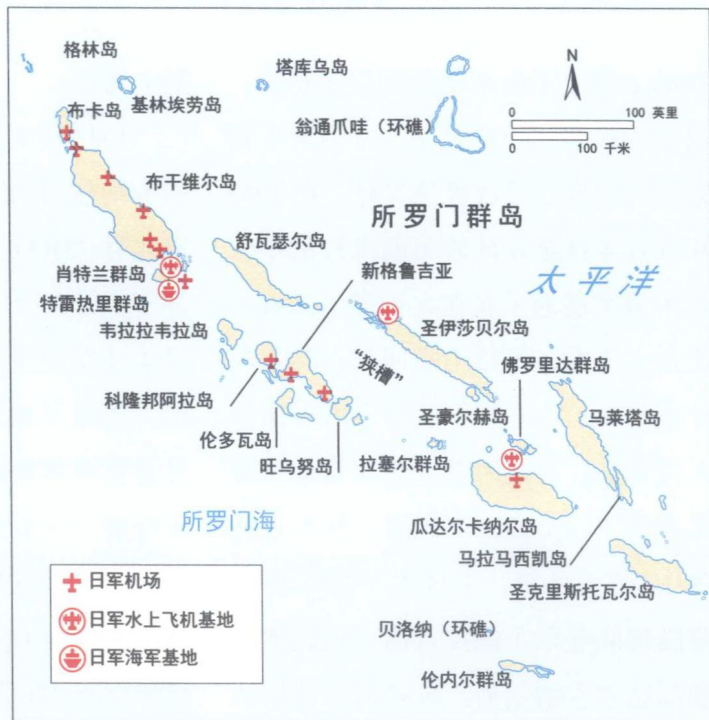 格林岛
塔库乌岛
N
布卡岛
基林埃劳岛
翁通爪哇（环礁）
0 100 英里
0 100 千米
布干维尔岛
所罗门群岛
舒瓦瑟尔岛
新格鲁吉亚
太平洋
肖特兰群岛
特雷热里群岛
韦拉拉韦拉岛
圣伊莎贝尔岛
“狭槽”
佛罗里达群岛
科隆邦阿拉岛
圣豪尔赫岛
马莱塔岛
伦多瓦岛
旺乌努岛
拉塞尔群岛
所罗门海
瓜达尔卡纳尔岛
马拉马西凯岛
圣克里斯托瓦尔岛
日军机场
日军水上飞机基地
日军海军基地
贝洛纳（环礁）
伦内尔群岛